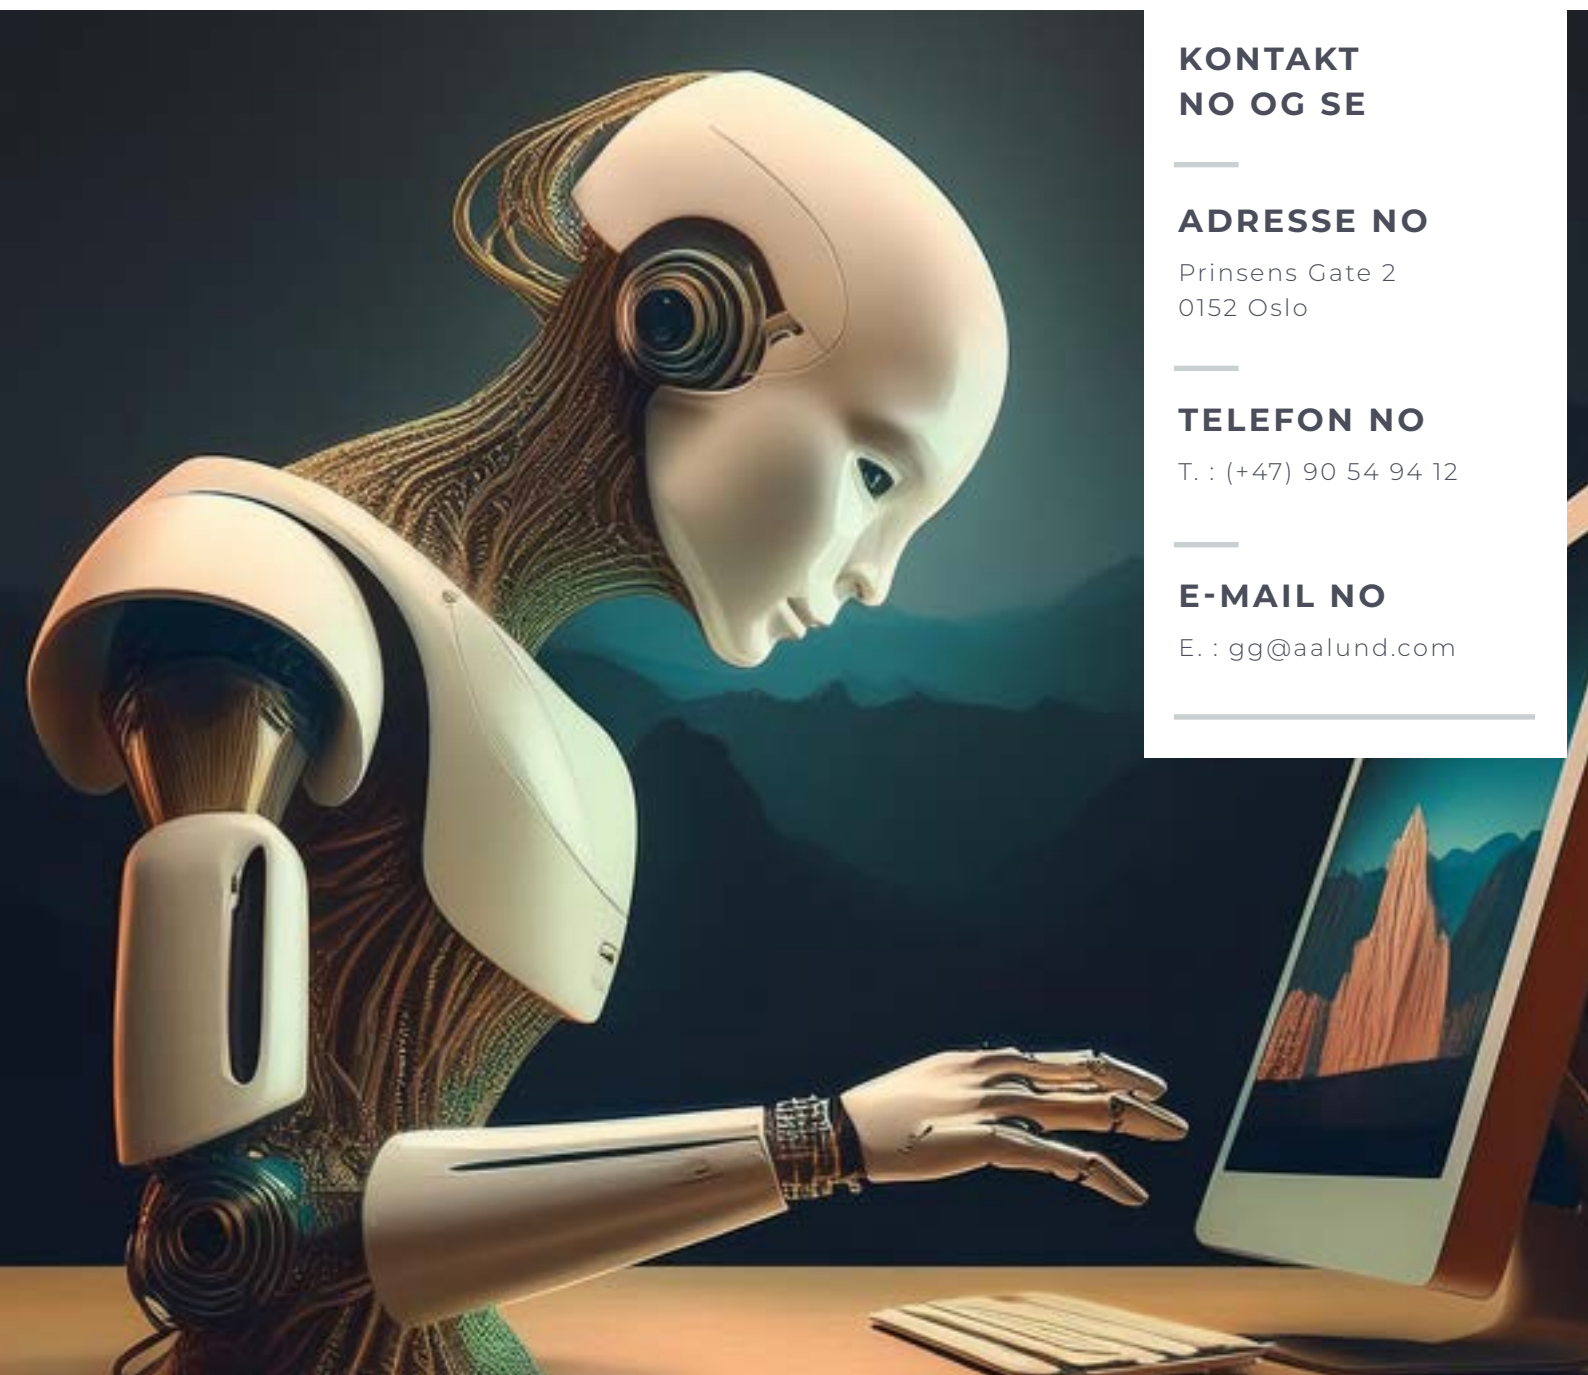 KONTAKT
NO OG SE
ADRESSE NO
Prinsens Gate 2
0152 Oslo
TELEFON NO
T. : (+47) 90 54 94 12
E-MAIL NO
E. : gg@aalund.com